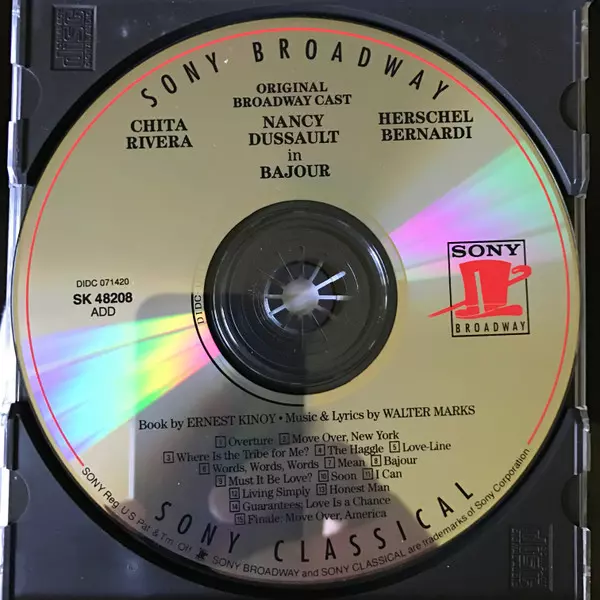 SONY BROADWAY
ORIGINAL
BROADWAY CAST
CHITA
RIVERA
NANCY
DUSSAULT
in
BAJOUR
HERSCHEL
BERNARDI
DIDC 071420
SK 48208
ADD
SONY
BROADWAY
DIDC
Book by ERNEST KINOY • Music & Lyrics by WALTER MARKS
1 Overture 2 Move Over, New York
3 Where Is the Tribe for Me? 4 The Haggle 5 Love-Line
6 Words, Words, Words 7 Mean 8 Bajour
9 Must It Be Love? 10 Soon 11 I Can
12 Living Simply 13 Honest Man
14 Guarantees; Love Is a Chance
15 Finale: Move Over, America
SONY CLASSICAL
SONY Reg. U.S. Pat. & Tm. Off. SONY BROADWAY and SONY CLASSICAL are trademarks of Sony Corporation